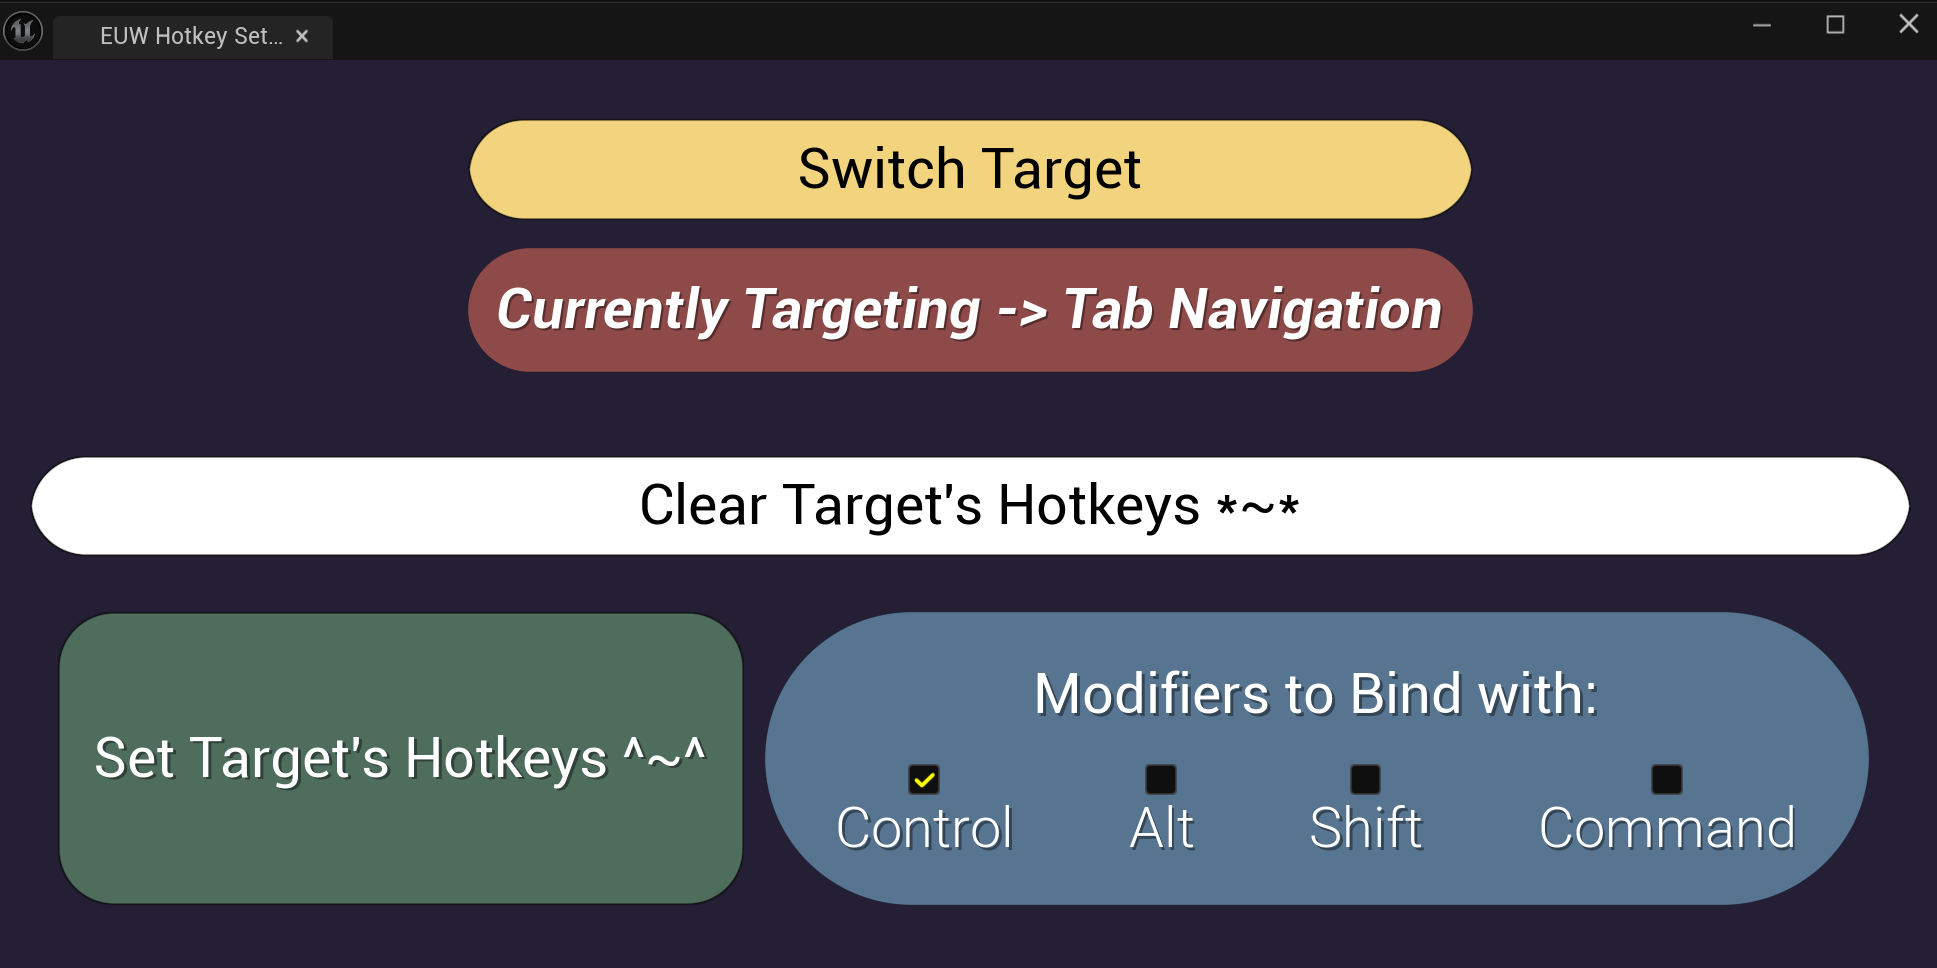 EUW Hotkey Set...
Switch Target
Currently Targeting -> Tab Navigation
Clear Target's Hotkeys *~*
Set Target's Hotkeys ^~^
Modifiers to Bind with:
Control Alt Shift Command